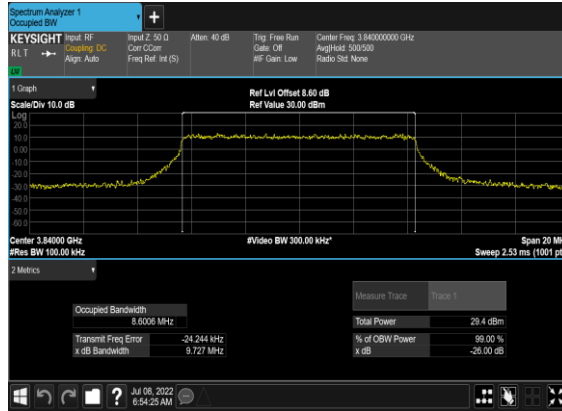 Spectrum Analyzer 1
Occupied BW
+
KEYSIGHT
RLT
LV
Input: RF
Coupling: DC
Align: Auto
Input Z: 50 Ω
Corr CCorr
Freq Ref: Int (S)
Atten: 40 dB
Trig: Free Run
Gate: Off
#IF Gain: Low
Center Freq: 3.840000000 GHz
Avg|Hold: 500/500
Radio Std: None
1 Graph
Scale/Div 10.0 dB
Ref Lvl Offset 8.60 dB
Ref Value 30.00 dBm
Log
20.0
10.0
0.00
-10.0
-20.0
-30.0
-40.0
-50.0
-60.0
Center 3.84000 GHz
#Res BW 100.00 kHz
#Video BW 300.00 kHz*
Span 20 MH
Sweep 2.53 ms (1001 pt
2 Metrics
Measure Trace
Trace 1
Occupied Bandwidth
8.6006 MHz
Total Power
29.4 dBm
Transmit Freq Error
-24.244 kHz
% of OBW Power
99.00 %
x dB Bandwidth
9.727 MHz
x dB
-26.00 dB
?
Jul 08, 2022
6:54:25 AM